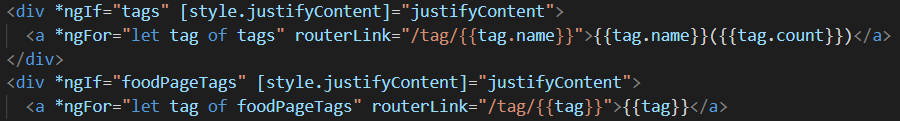 <div *ngIf="tags" [style.justifyContent]="justifyContent">
<a *ngFor="let tag of tags" routerLink="/tag/{{tag.name}}">{{tag.name}}({{tag.count}})</a>
</div>
<div *ngIf="foodPageTags" [style.justifyContent]="justifyContent">
<a *ngFor="let tag of foodPageTags" routerLink="/tag/{{tag}}">{{tag}}</a>